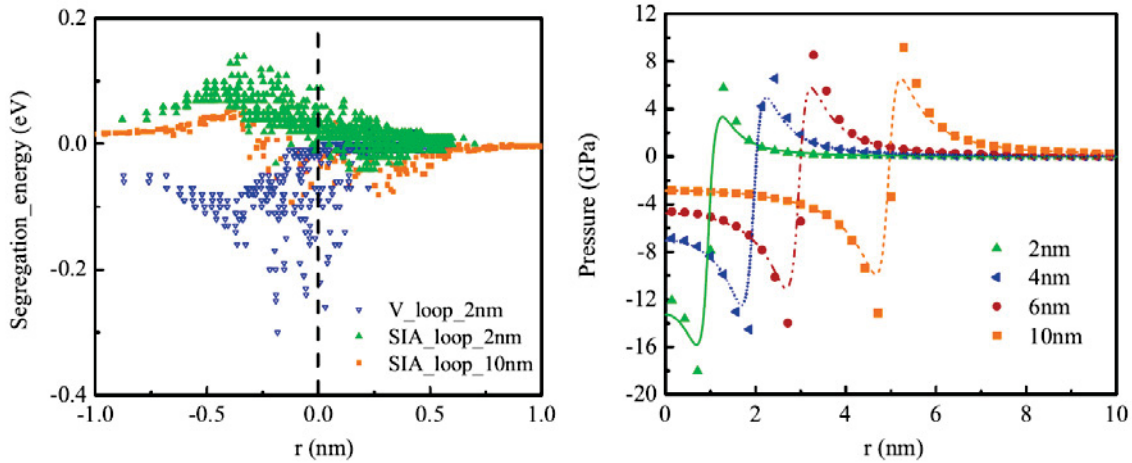 Segregation_energy (eV)
0.2
0.0
-0.2
-0.4
-1.0 -0.5 0.0 0.5 1.0
r (nm)
V_loop_2nm
SIA_loop_2nm
SIA_loop_10nm
Pressure (GPa)
12
8
4
0
-4
-8
-12
-16
-20
0 2 4 6 8 10
r (nm)
2nm
4nm
6nm
10nm